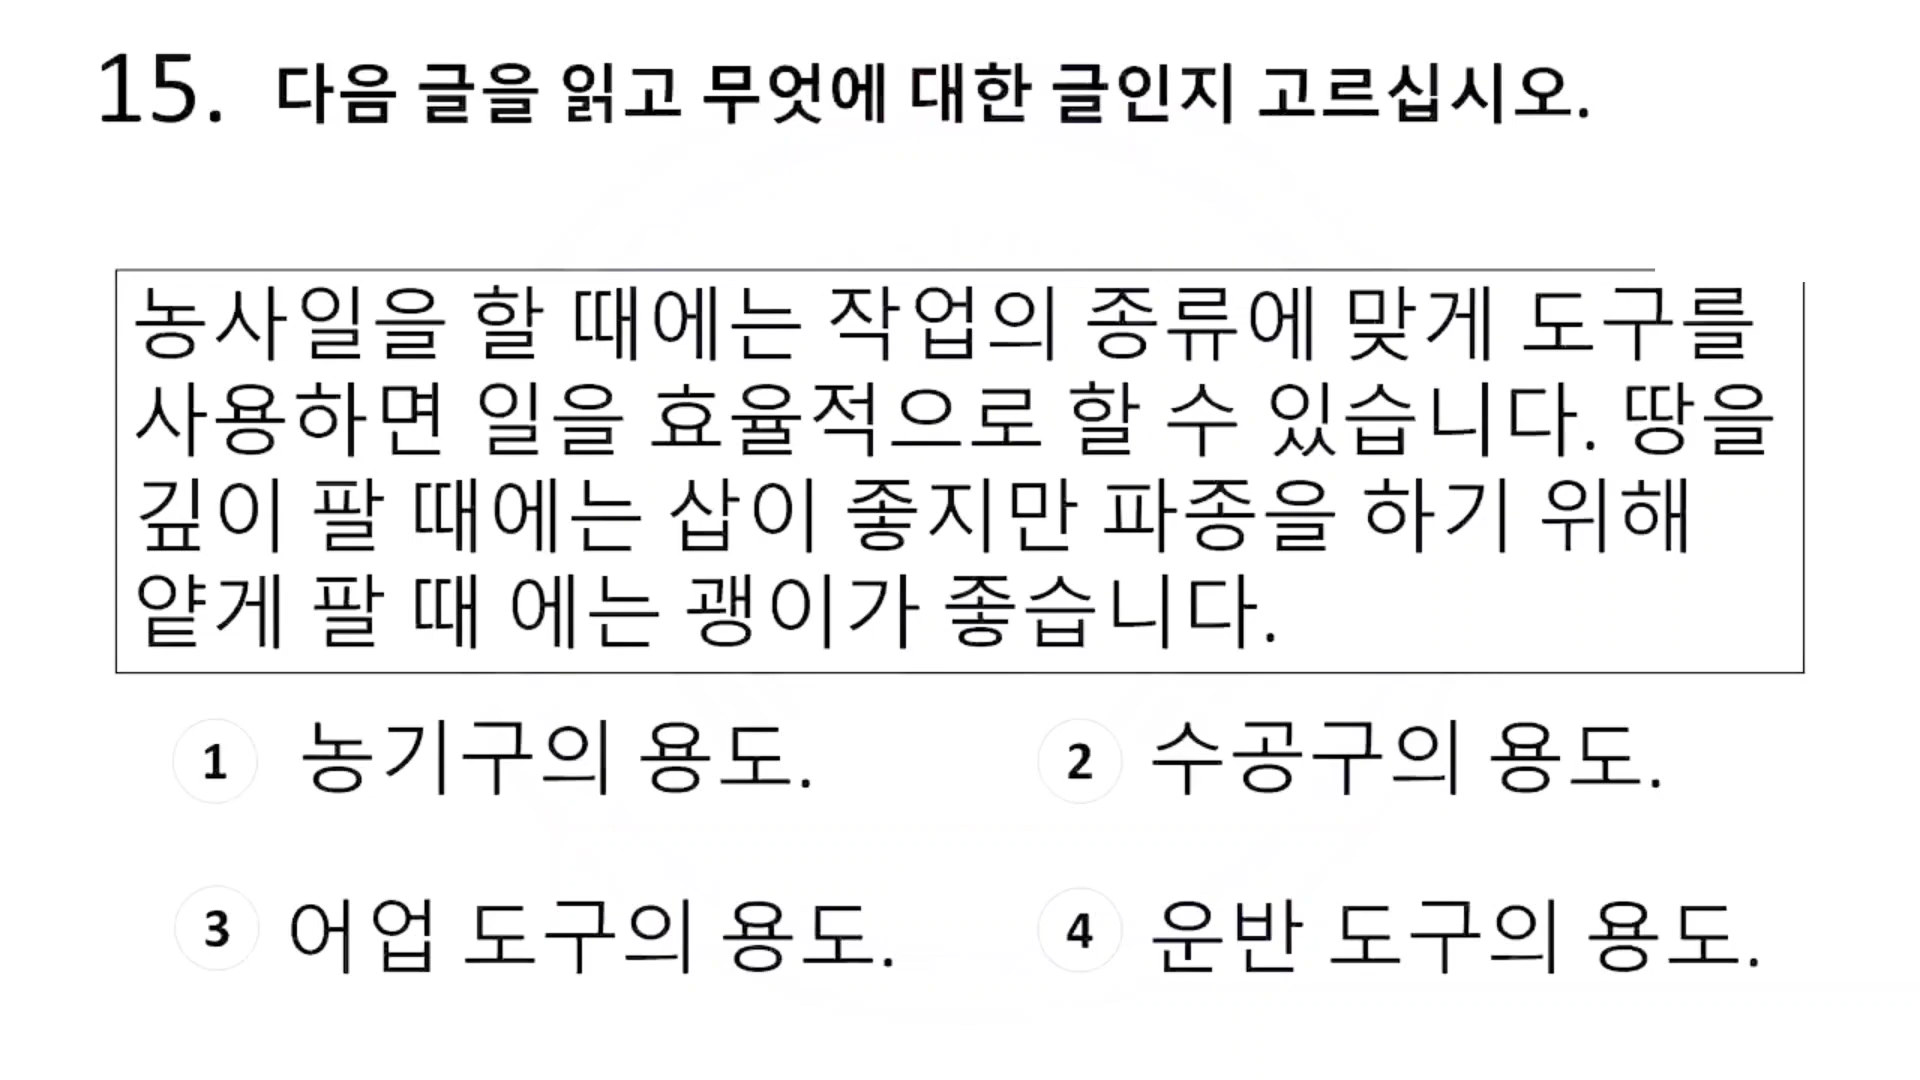 15. 다음 글을 읽고 무엇에 대한 글인지 고르십시오.
농사일을 할 때에는 작업의 종류에 맞게 도구를
사용하면 일을 효율적으로 할 수 있습니다. 땅을
깊이 팔 때에는 삽이 좋지만 파종을 하기 위해
얕게 팔 때 에는 괭이가 좋습니다.
1 농기구의 용도.
2 수공구의 용도.
3 어업 도구의 용도.
4 운반 도구의 용도.